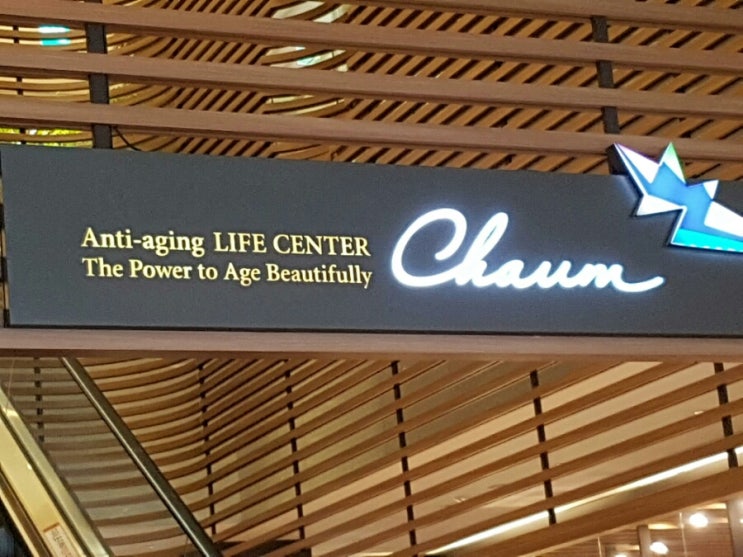 Anti-aging LIFE CENTER
The Power to Age Beautifully
Chaum